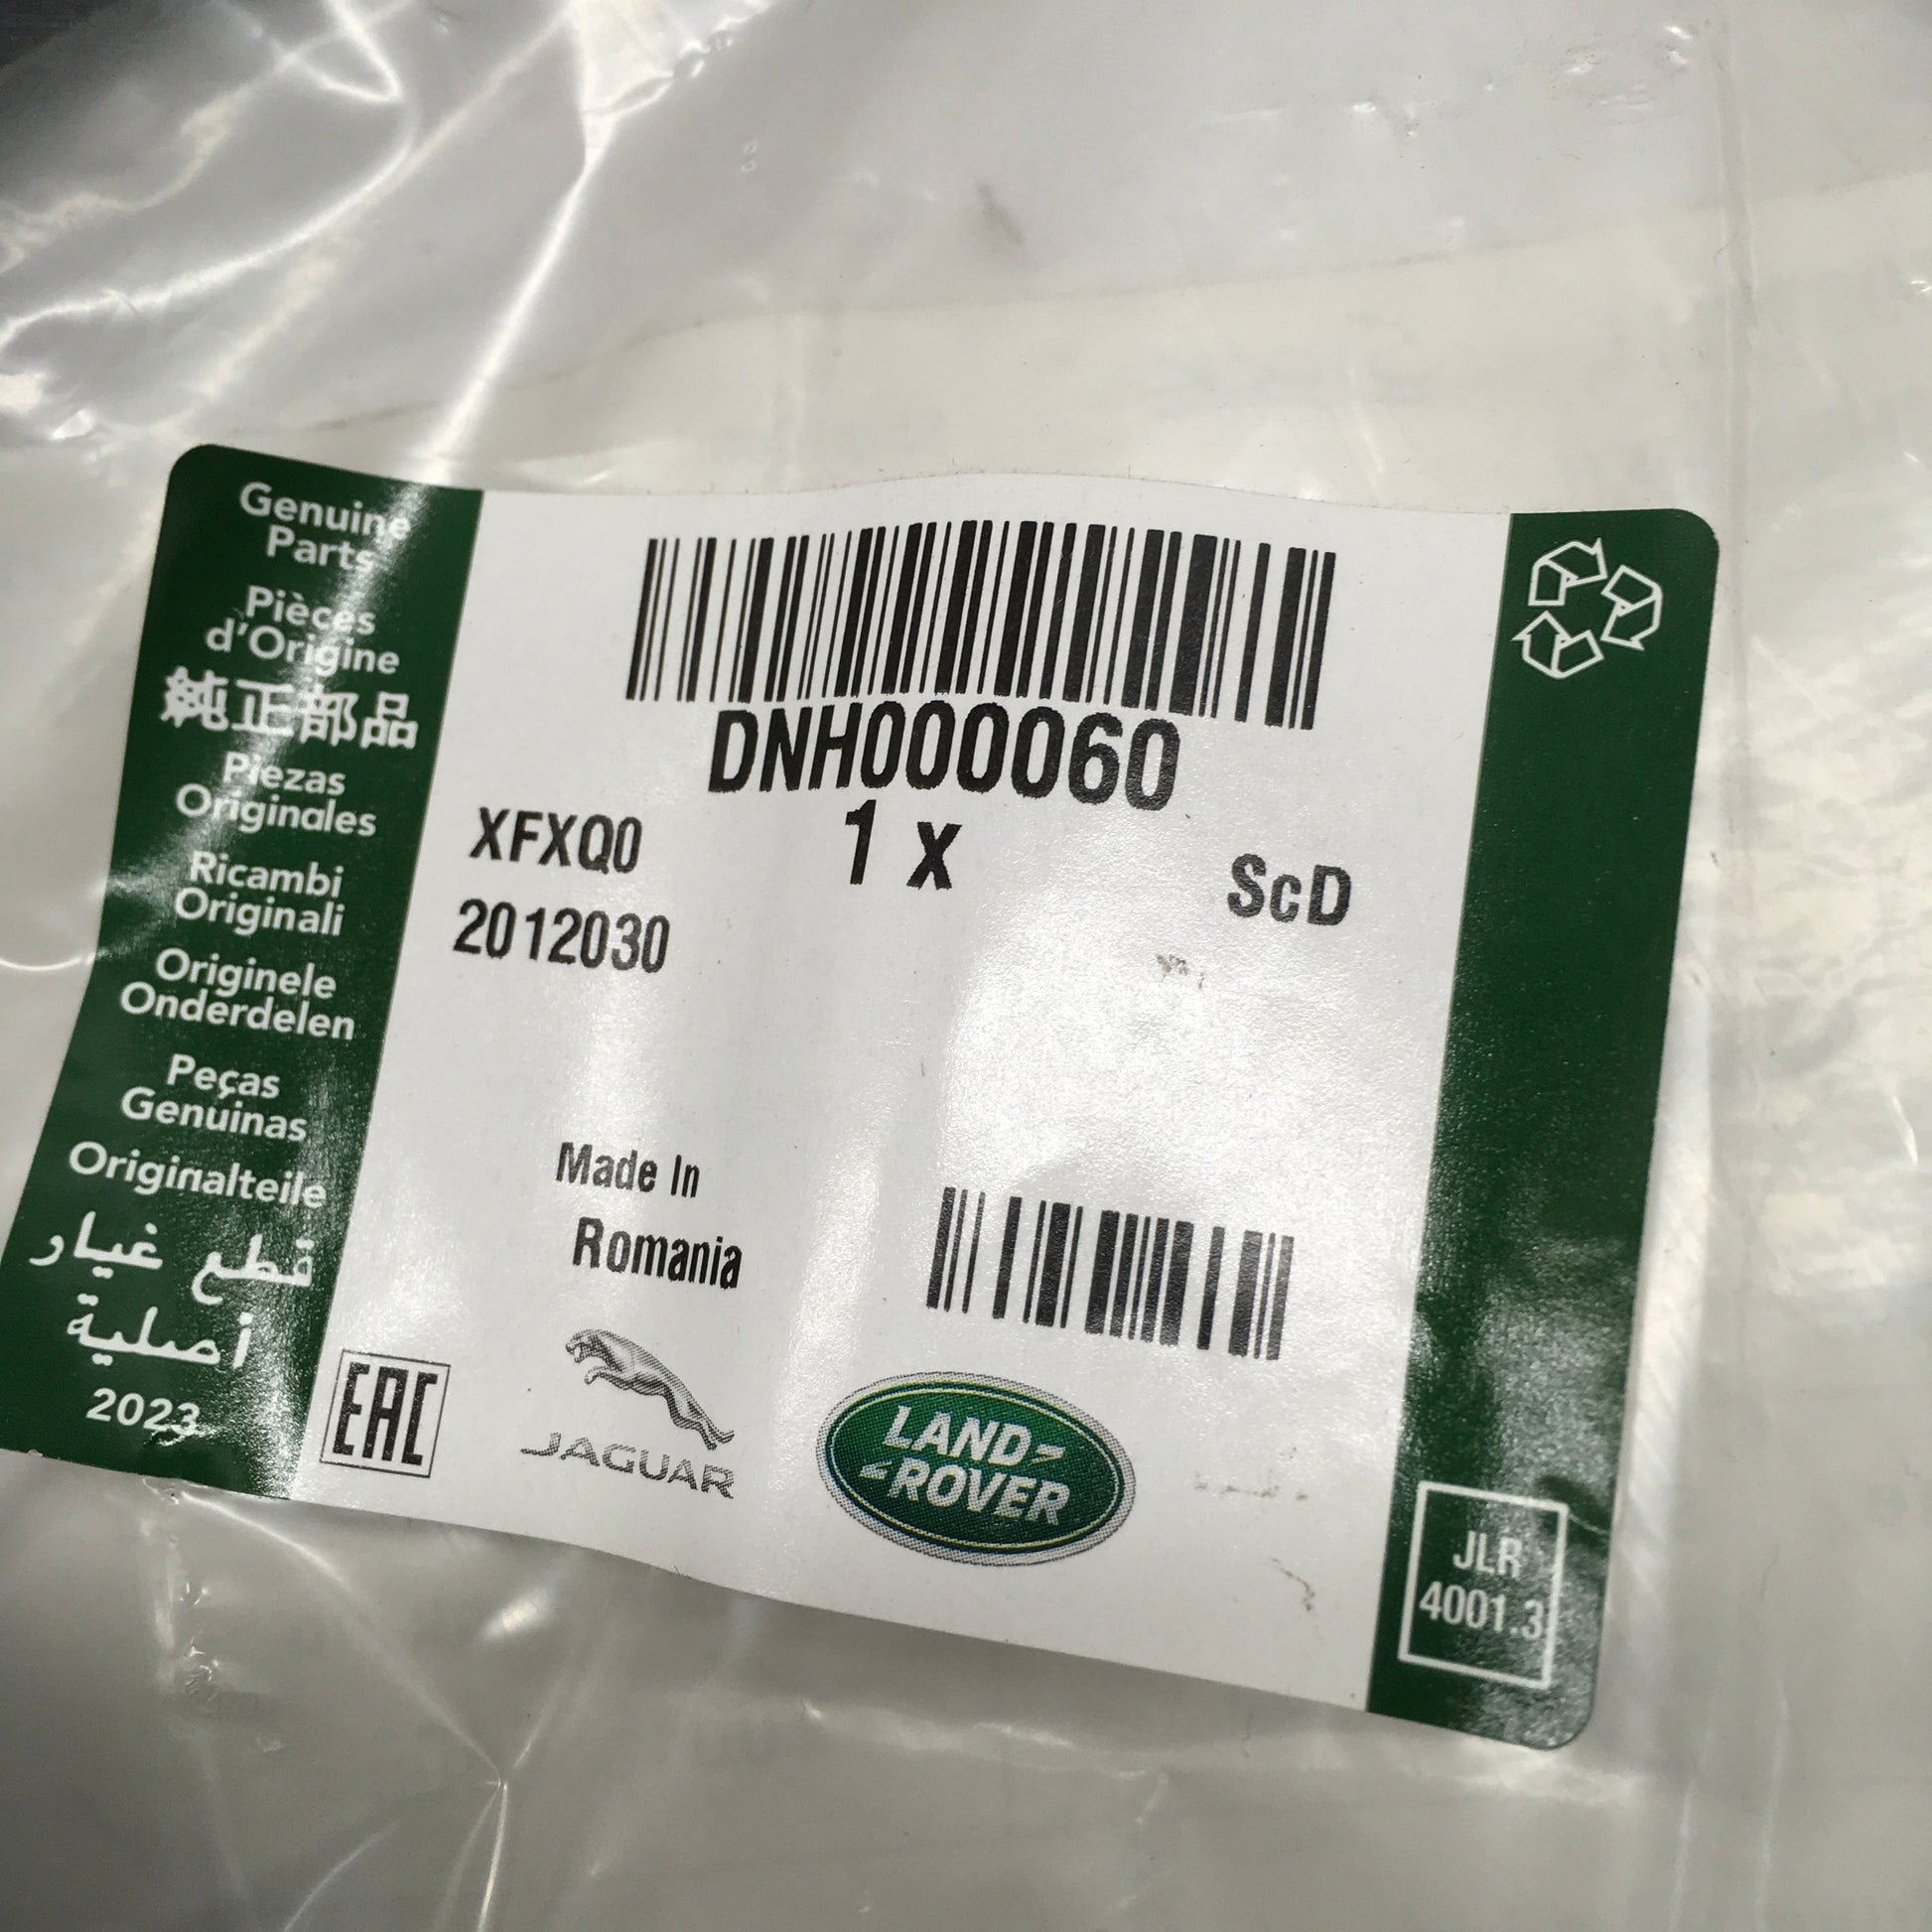 Genuine
Parts
Pièces
d'Origine
純正部品
Piezas
Originales
Ricambi
Originali
Originele
Onderdelen
Peças
Genuinas
Originalteile
قطع غيار
أصلية
2023
DNH000060
1 x
XFXQ0
ScD
2012030
Made In
Romania
EAC
JAGUAR
LAND
ROVER
JLR
4001.3